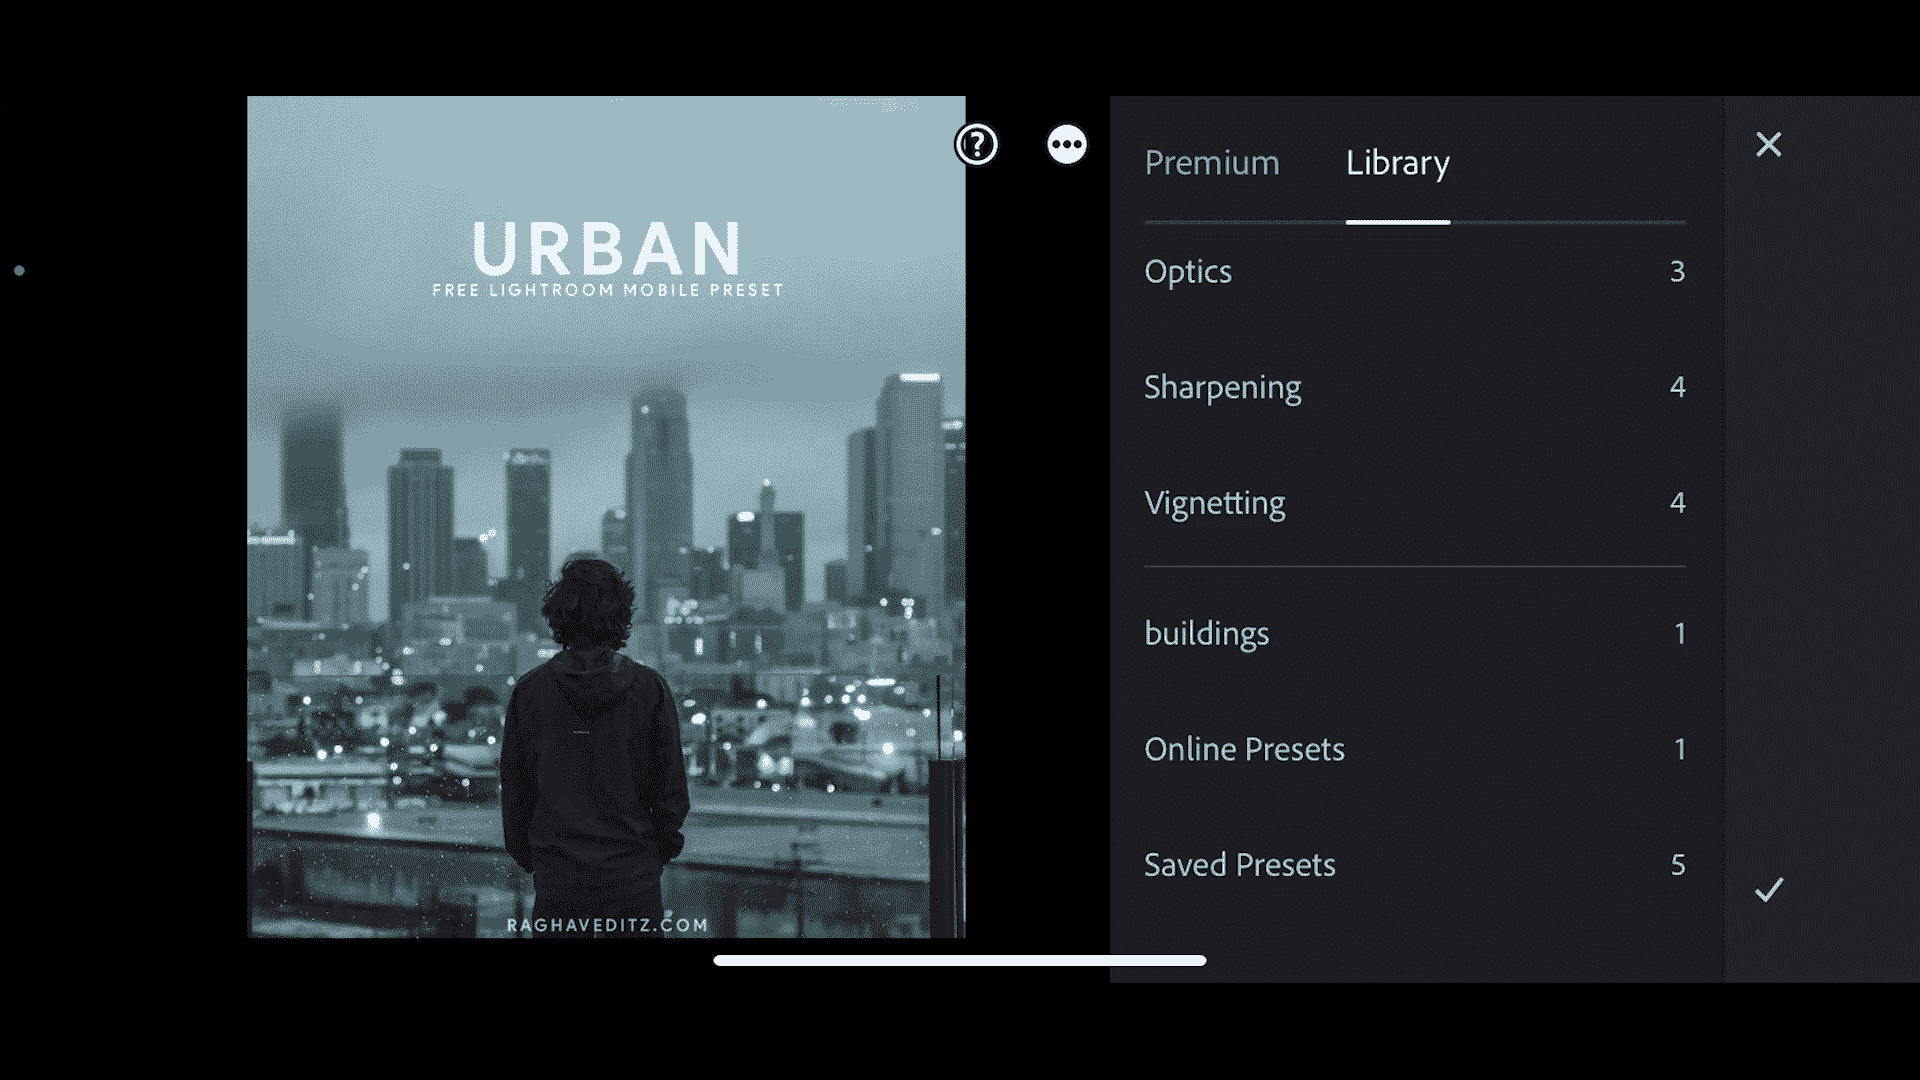 URBAN
FREE LIGHTROOM MOBILE PRESET
RAGHAVEDITZ.COM
?
Premium Library
Optics 3
Sharpening 4
Vignetting 4
buildings 1
Online Presets 1
Saved Presets 5